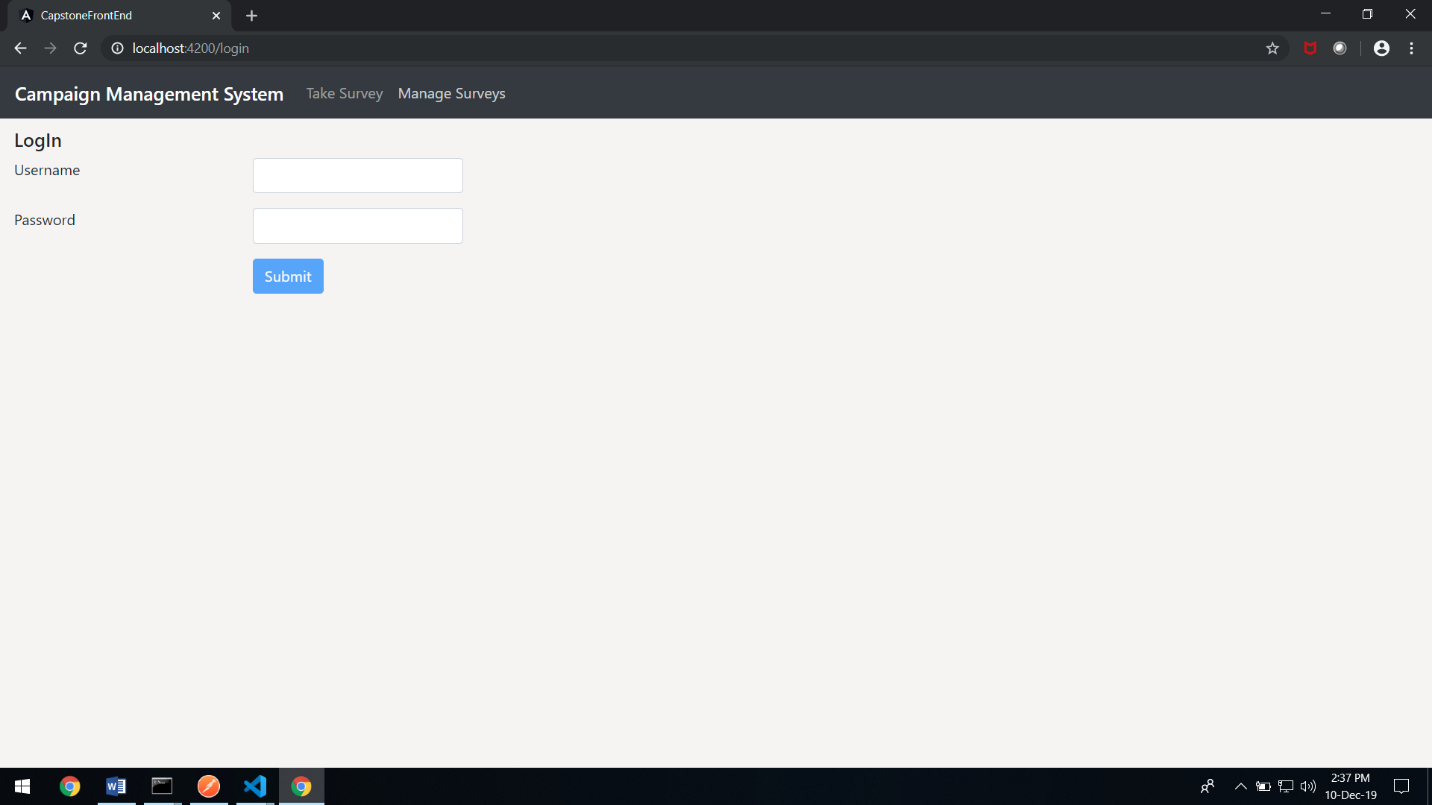 CapstoneFrontEnd
localhost:4200/login
Campaign Management System Take Survey Manage Surveys
LogIn
Username
Password
Submit
2:37 PM
10-Dec-19